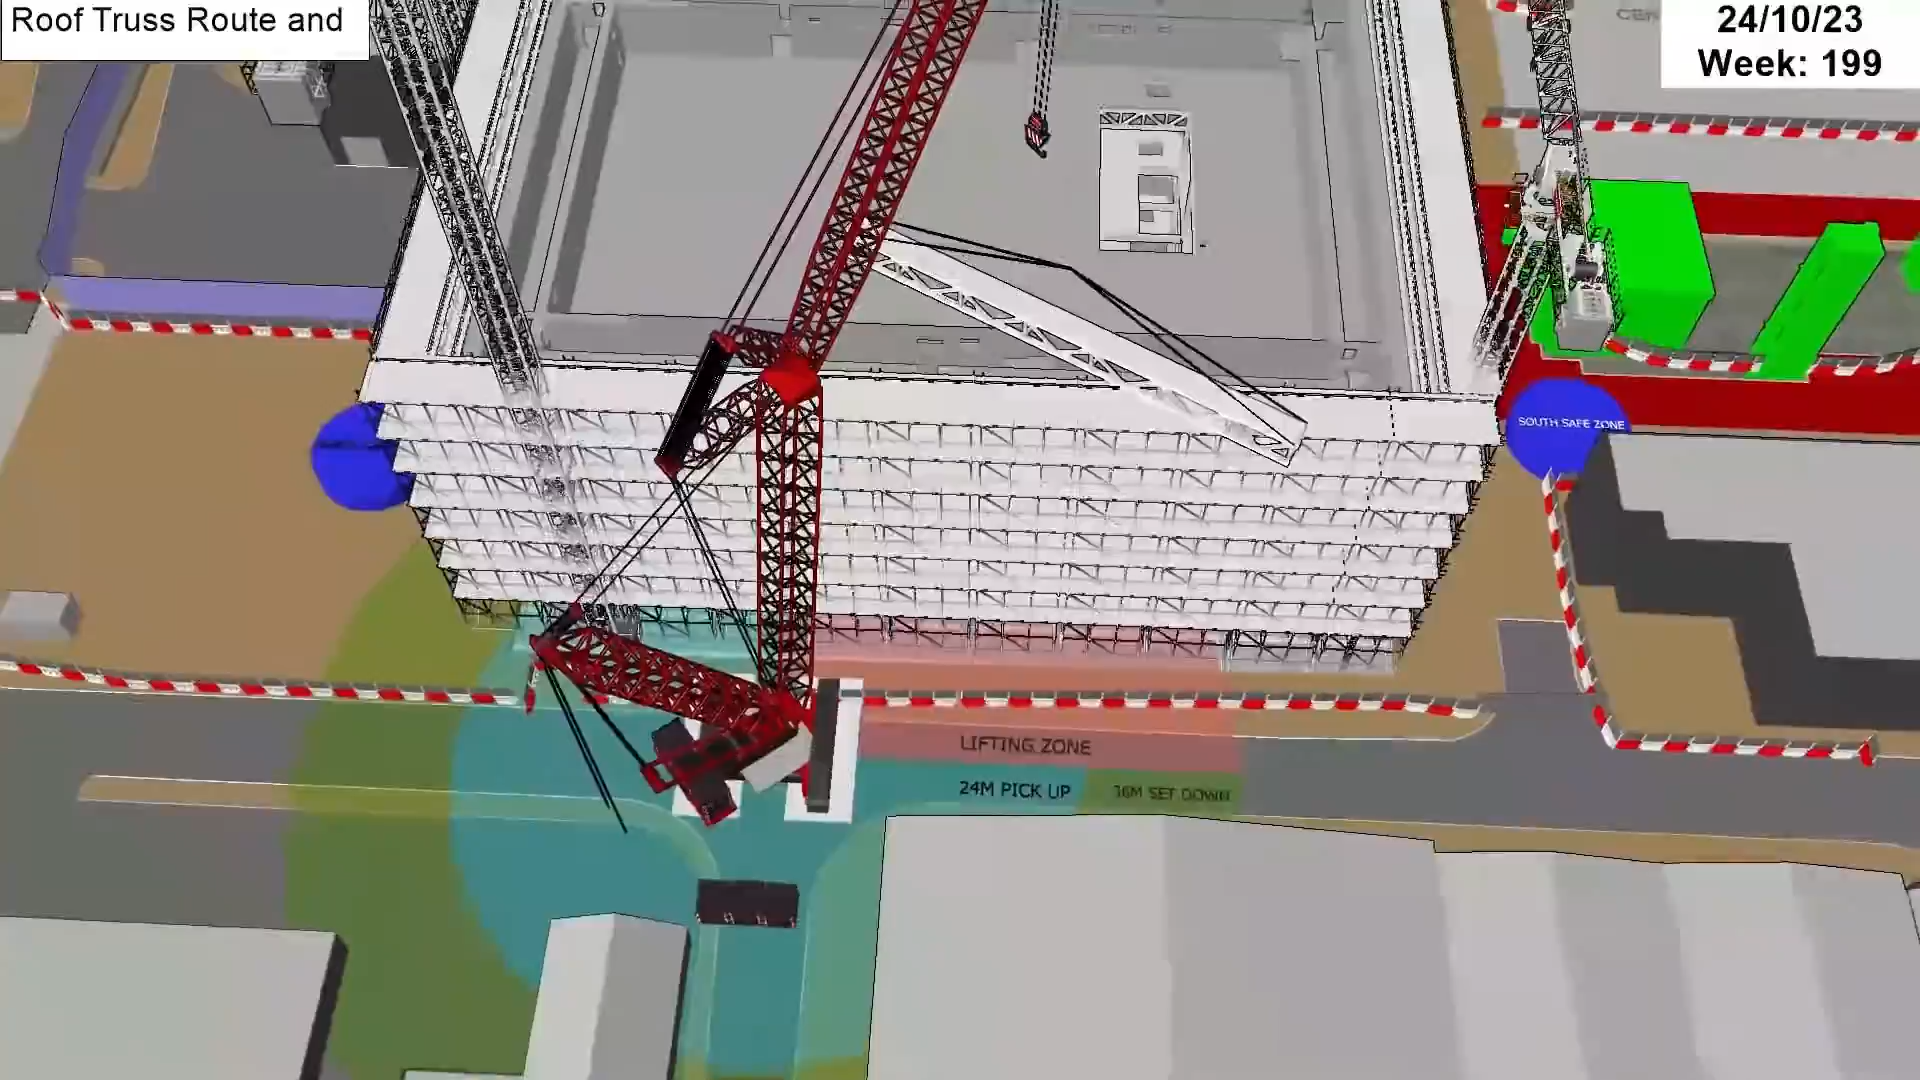 Roof Truss Route and
24/10/23
Week: 199
SOUTH SAFE ZONE
LIFTING ZONE
24M PICK UP
36M SET DOWN